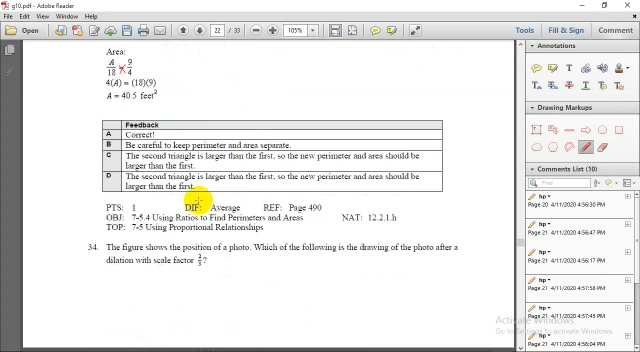 g10.pdf - Adobe Reader
File Edit View Window Help
Open 22 / 33 105% Tools Fill & Sign Comment
Annotations
Drawing Markups
Comments List (10)
Find
hp
Page 20 4/11/2020 4:56:30 PM
hp
Page 21 4/11/2020 4:56:47 PM
hp
Page 21 4/11/2020 4:56:17 PM
hp
Page 21 4/11/2020 4:57:58 PM
hp
Page 21 4/11/2020 4:57:45 PM
hp
Page 21 4/11/2020 4:56:04 PM
Area:
A/18 × 9/4
4(A) = (18)(9)
A = 40.5 feet²
Feedback
A Correct!
B Be careful to keep perimeter and area separate.
C The second triangle is larger than the first, so the new perimeter and area should be
larger than the first.
D The second triangle is larger than the first, so the new perimeter and area should be
larger than the first.
PTS: 1 DIF: Average REF: Page 490
OBJ: 7-5.4 Using Ratios to Find Perimeters and Areas NAT: 12.2.1.h
TOP: 7-5 Using Proportional Relationships
34. The figure shows the position of a photo. Which of the following is the drawing of the photo after a
dilation with scale factor 2/3?
Activate Windows
Go to Settings to activate Windows.